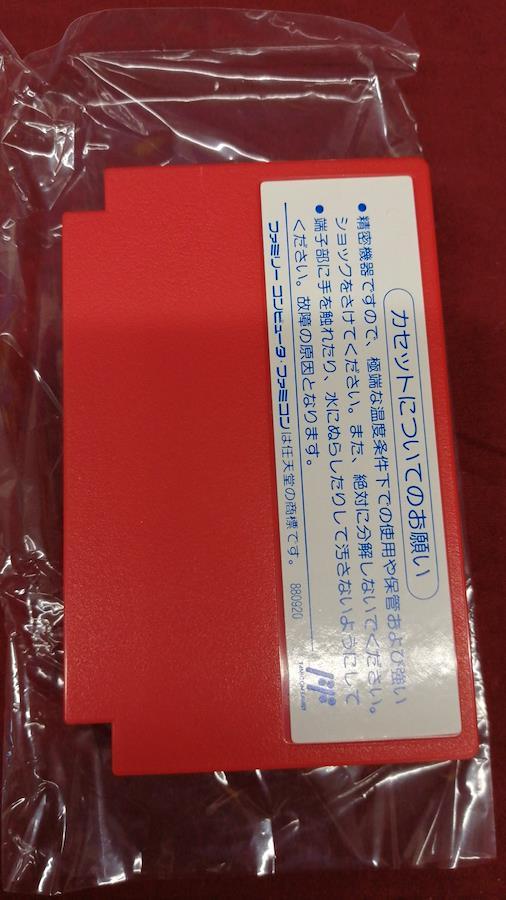 カセットについてのお願い
●精密機器ですので、極端な温度条件下での使用や保管および強い
ショックをさけてください。また、絶対に分解しないでください。
●端子部に手を触れたり、水にぬらしたりして汚さないようにして
ください。故障の原因となります。
ファミリーコンピュータ・ファミコンは任天堂の商標です。 880920